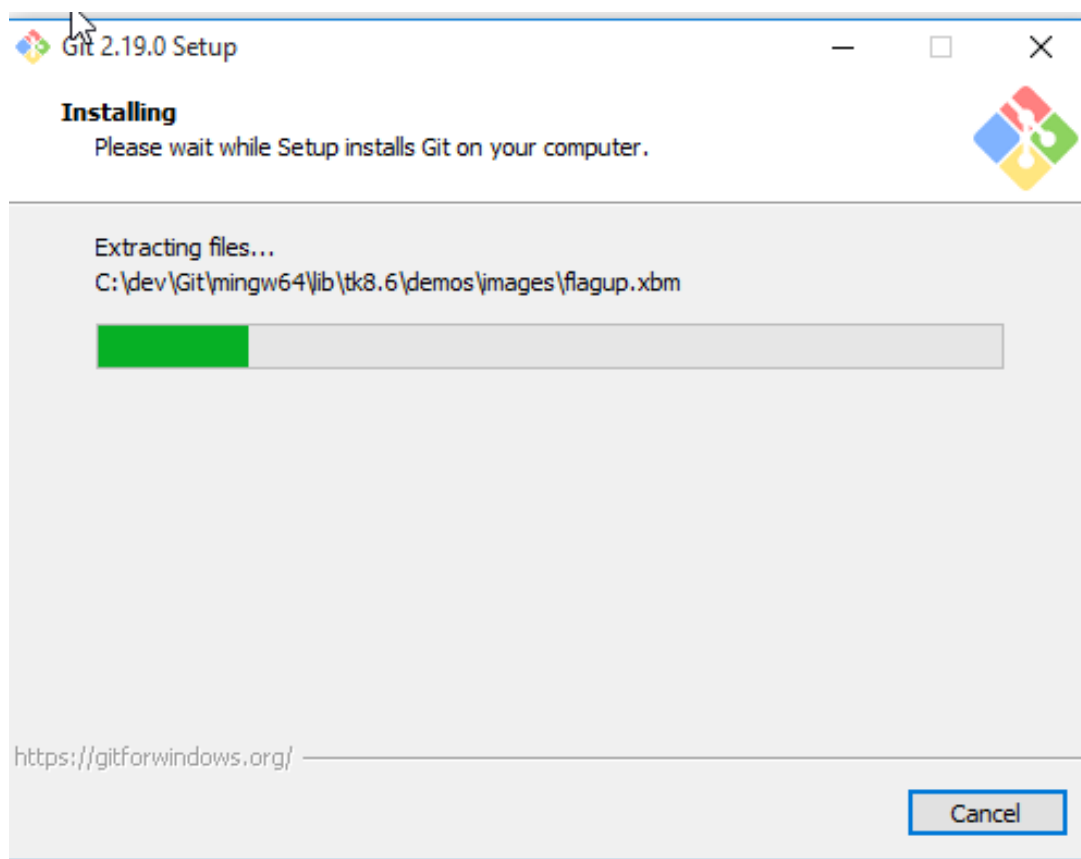 Git 2.19.0 Setup
Installing
Please wait while Setup installs Git on your computer.
Extracting files...
C:\dev\Git\mingw64\lib\tk8.6\demos\images\flagup.xbm
https://gitforwindows.org/
Cancel